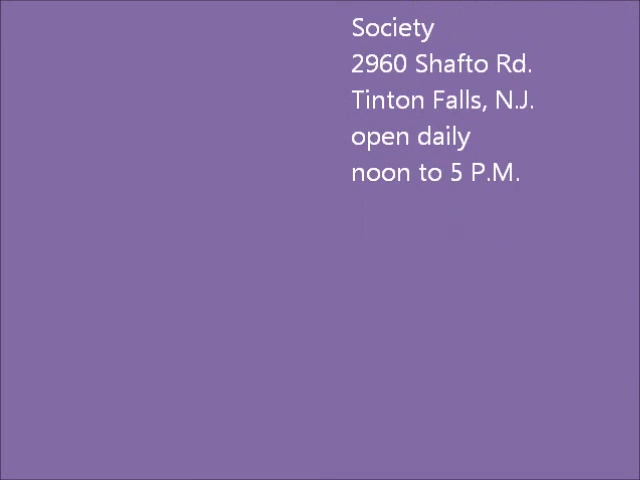 Society
2960 Shafto Rd.
Tinton Falls, N.J.
open daily
noon to 5 P.M.